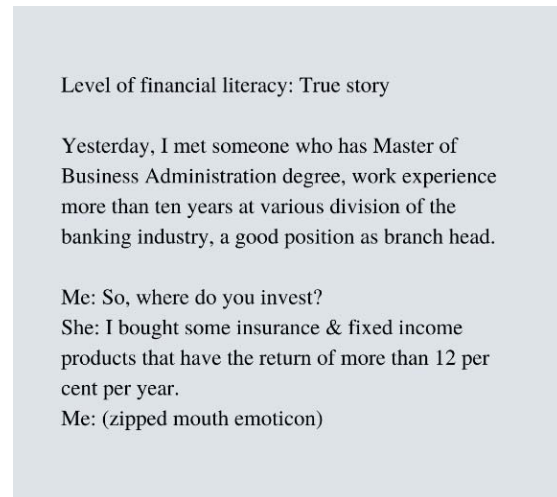 Level of financial literacy: True story
Yesterday, I met someone who has Master of
Business Administration degree, work experience
more than ten years at various division of the
banking industry, a good position as branch head.
Me: So, where do you invest?
She: I bought some insurance & fixed income
products that have the return of more than 12 per
cent per year.
Me: (zipped mouth emoticon)